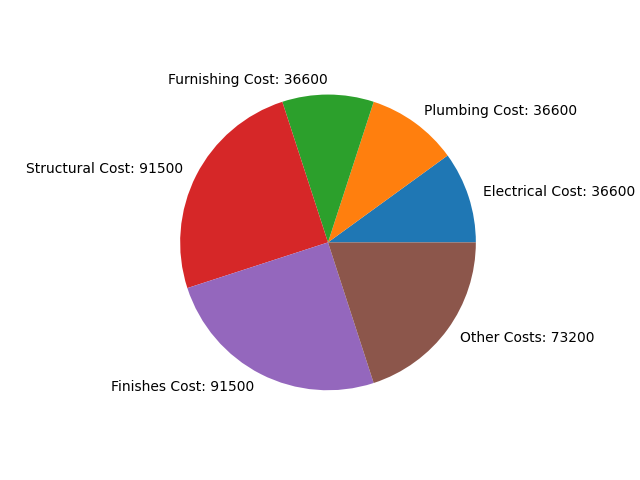 Furnishing Cost: 36600
Plumbing Cost: 36600
Structural Cost: 91500
Electrical Cost: 36600
Other Costs: 73200
Finishes Cost: 91500